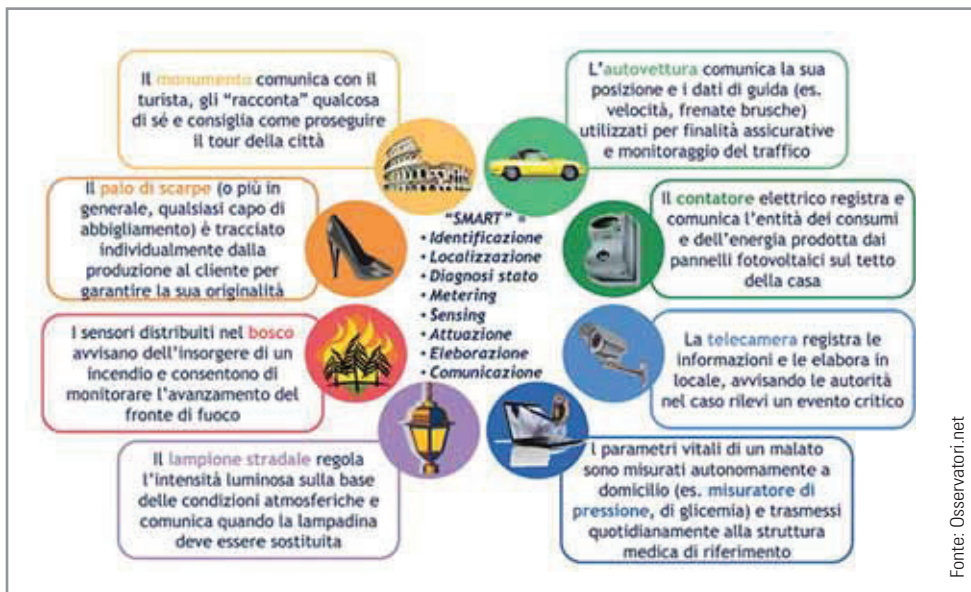 Il monumento comunica con il
turista, gli "racconta" qualcosa
di sé e consiglia come proseguire
il tour della città
L'autovettura comunica la sua
posizione e i dati di guida (es.
velocità, frenate brusche)
utilizzati per finalità assicurative
e monitoraggio del traffico
Il paio di scarpe (o più in
generale, qualsiasi capo di
abbigliamento) è tracciato
individualmente dalla
produzione al cliente per
garantire la sua originalità
Il contatore elettrico registra e
comunica l'entità dei consumi
e dell'energia prodotta dai
pannelli fotovoltaici sul tetto
della casa
"SMART" =
• Identificazione
• Localizzazione
• Diagnosi stato
• Metering
• Sensing
• Attuazione
• Eleborazione
• Comunicazione
I sensori distribuiti nel bosco
avvisano dell'insorgere di un
incendio e consentono di
monitorare l'avanzamento del
fronte di fuoco
La telecamera registra le
informazioni e le elabora in
locale, avvisando le autorità
nel caso rilevi un evento critico
Il lampione stradale regola
l'intensità luminosa sulla base
delle condizioni atmosferiche e
comunica quando la lampadina
deve essere sostituita
I parametri vitali di un malato
sono misurati autonomamente a
domicilio (es. misuratore di
pressione, di glicemia) e trasmessi
quotidianamente alla struttura
medica di riferimento
Fonte: Osservatori.net